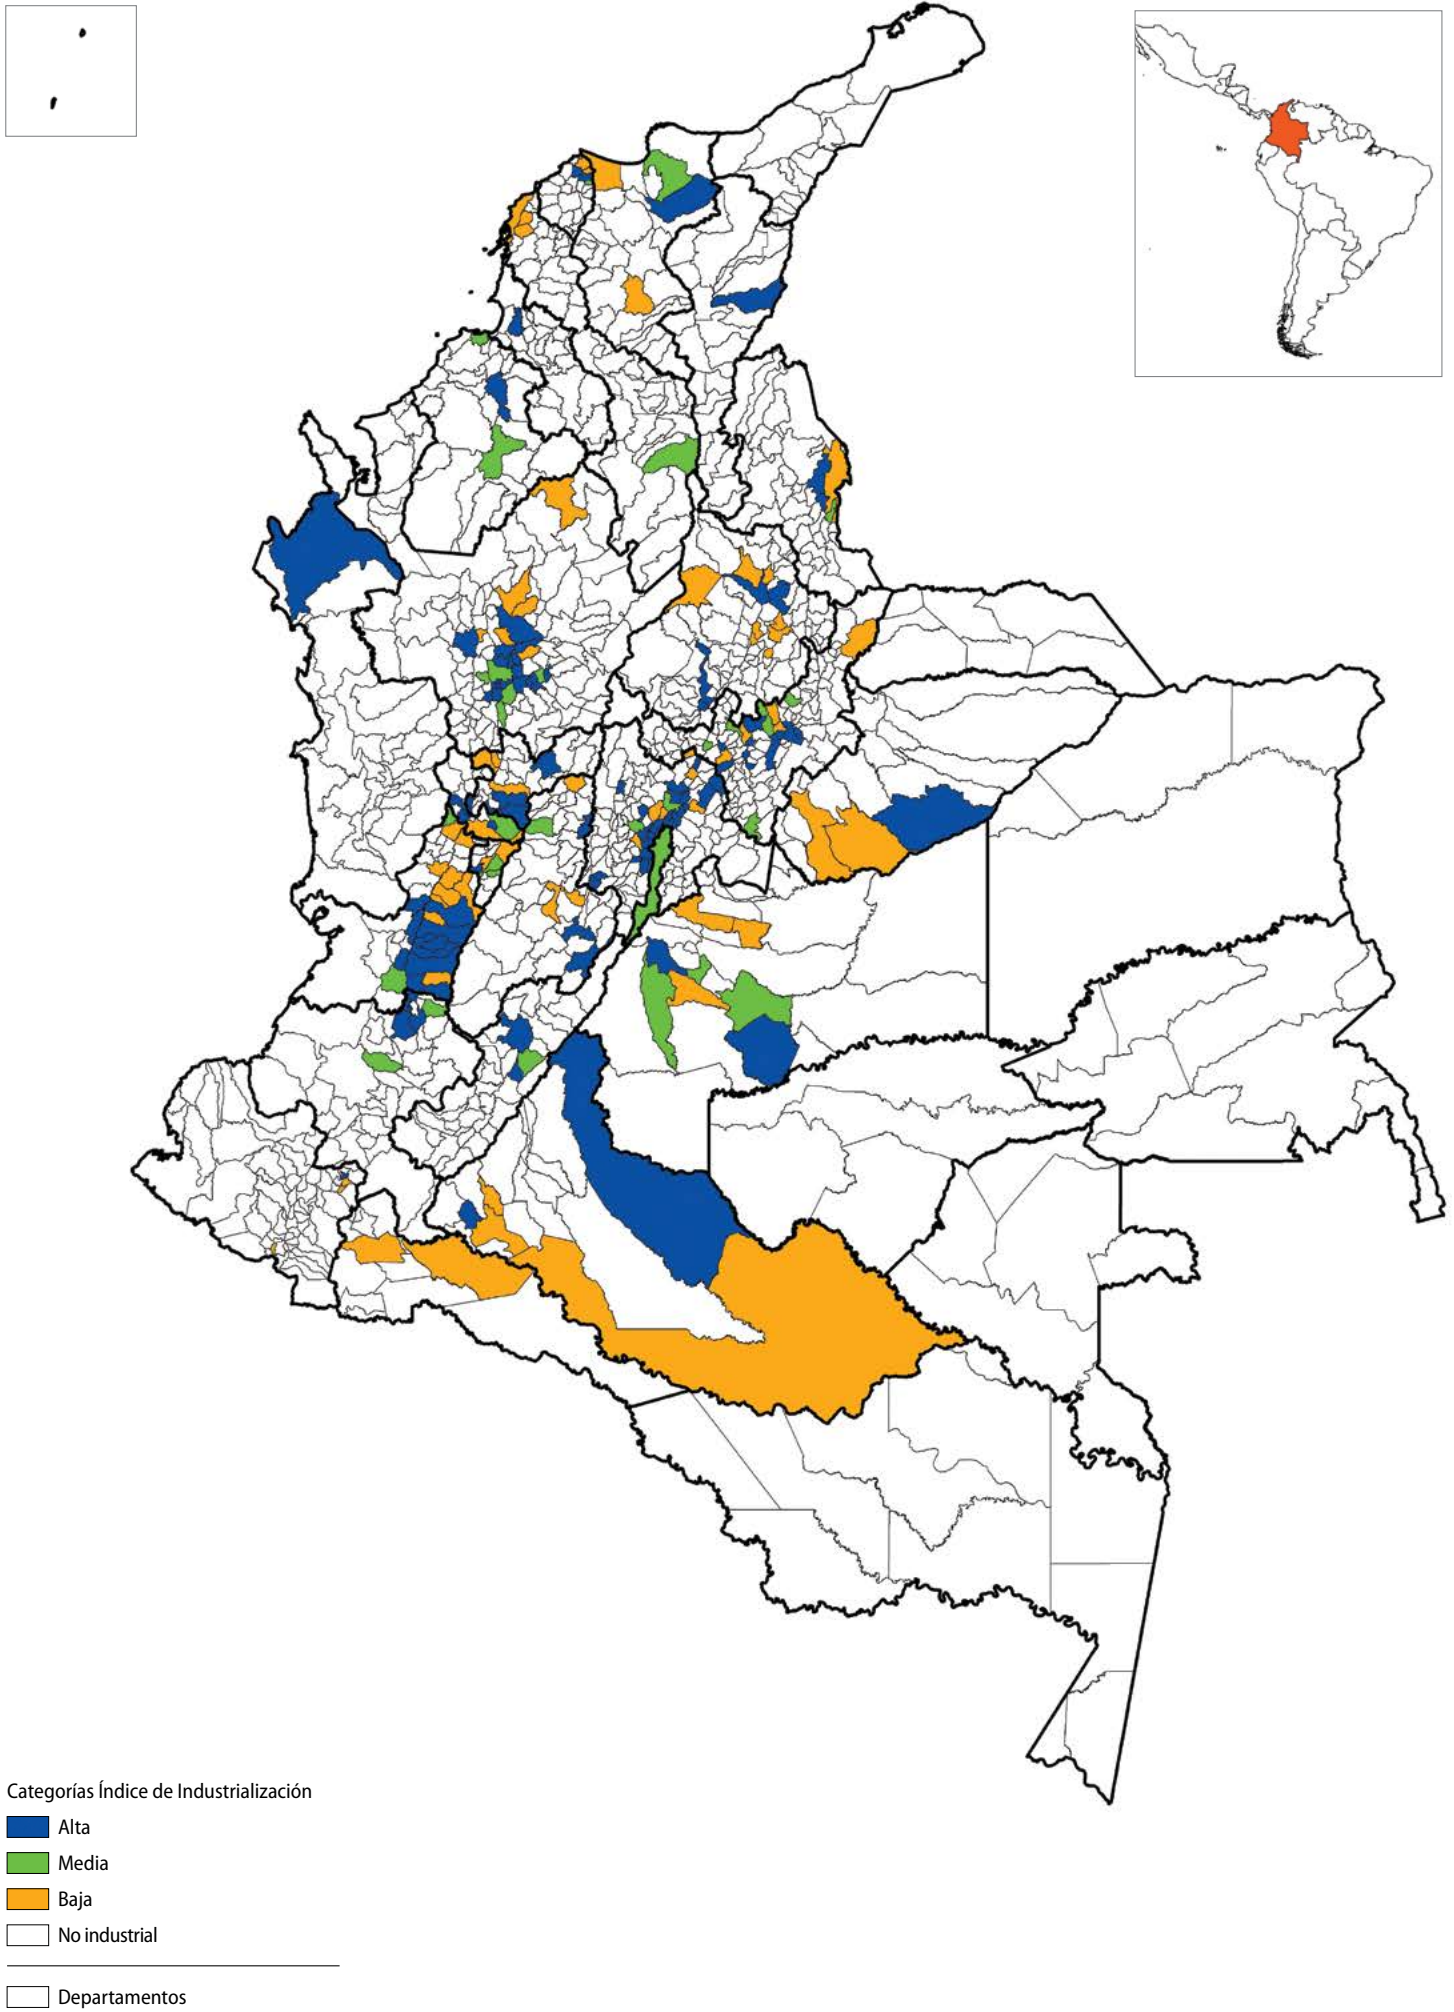 Categorías Índice de Industrialización
Alta
Media
Baja
No industrial
Departamentos